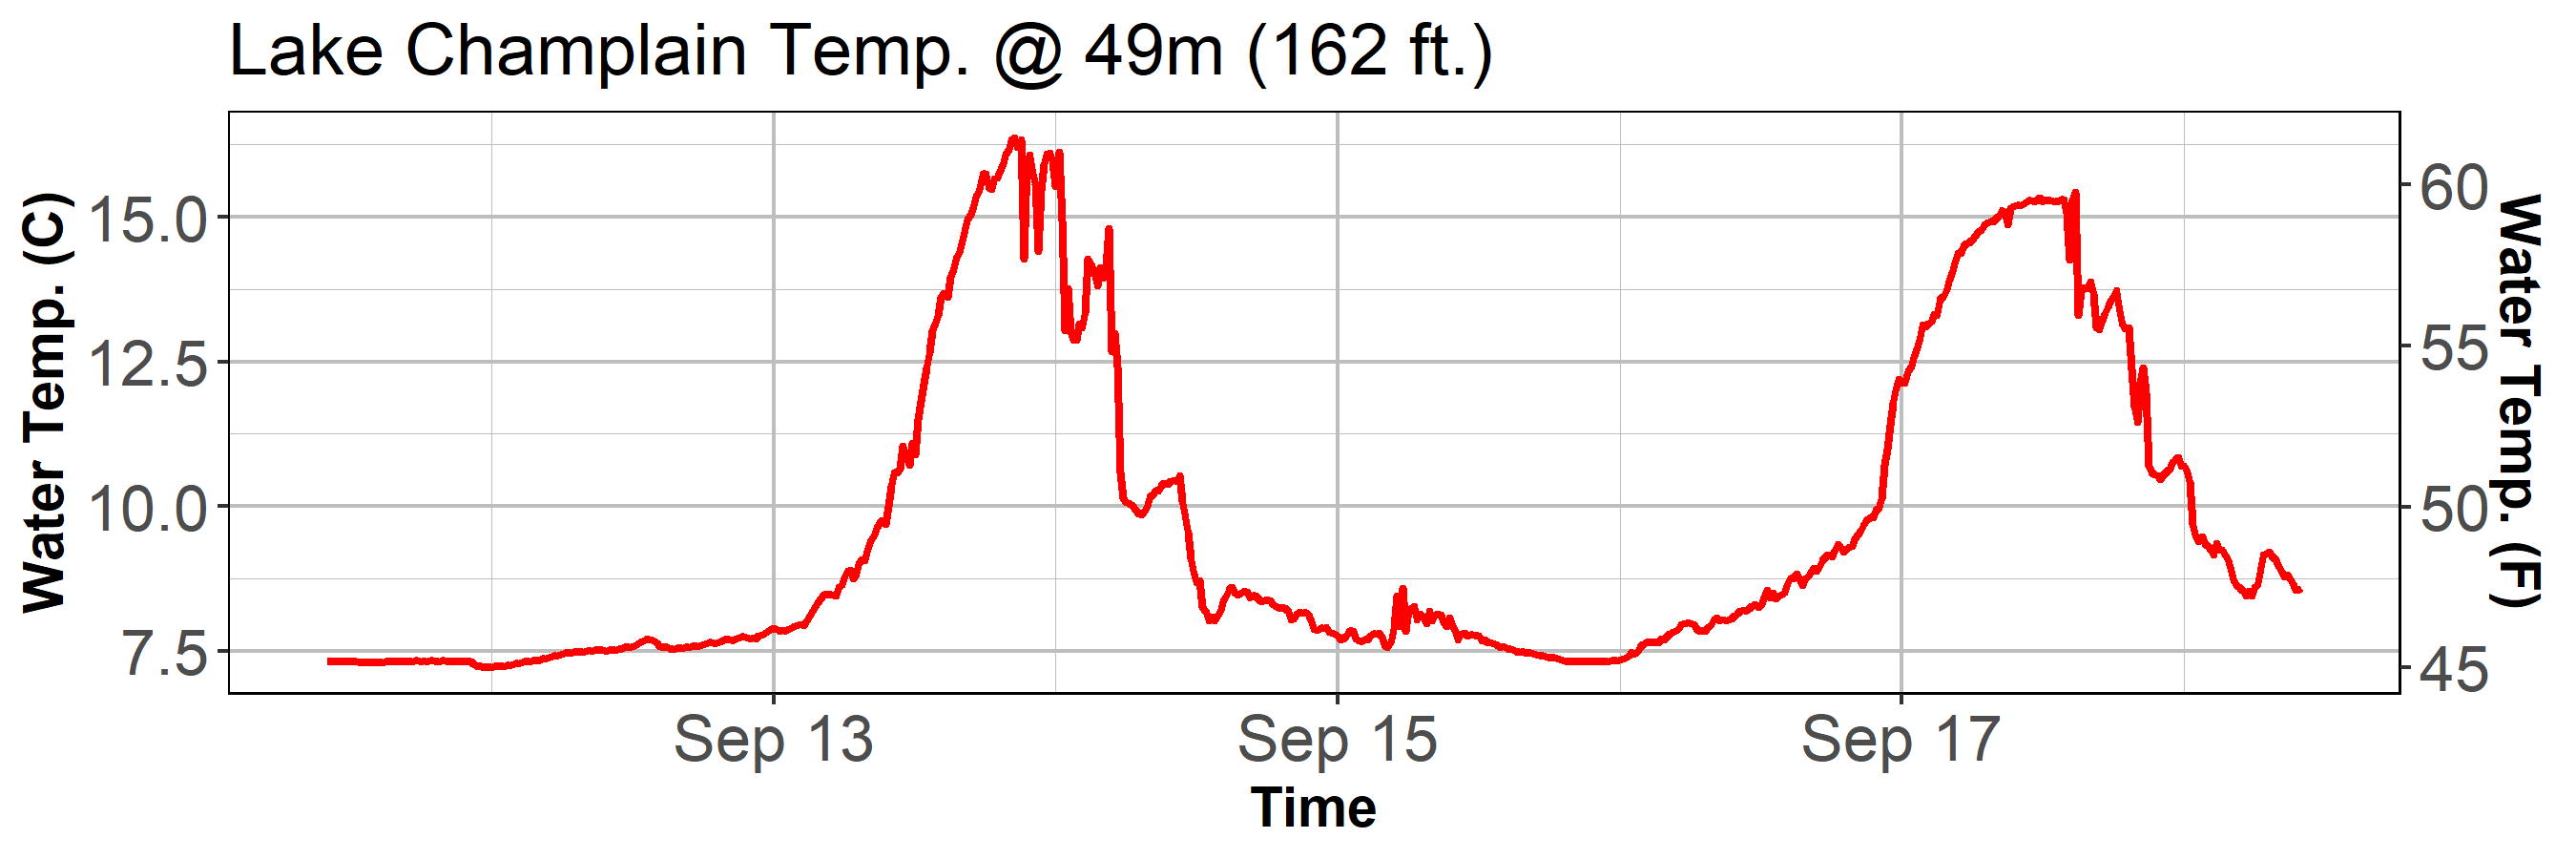 Lake Champlain Temp. @ 49m (162 ft.)
Water Temp. (C)
15.0
12.5
10.0
7.5
60
55
50
45
Water Temp. (F)
Sep 13
Sep 15
Sep 17
Time